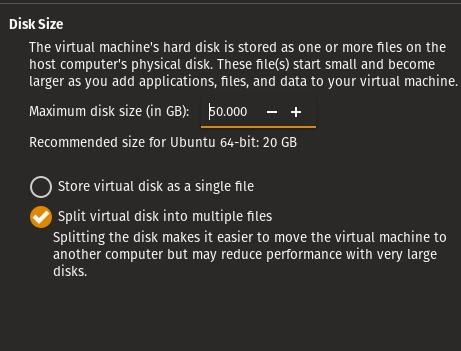 Disk Size
The virtual machine's hard disk is stored as one or more files on the
host computer's physical disk. These file(s) start small and become
larger as you add applications, files, and data to your virtual machine.
Maximum disk size (in GB): 50.000 − +
Recommended size for Ubuntu 64-bit: 20 GB
Store virtual disk as a single file
Split virtual disk into multiple files
Splitting the disk makes it easier to move the virtual machine to
another computer but may reduce performance with very large
disks.